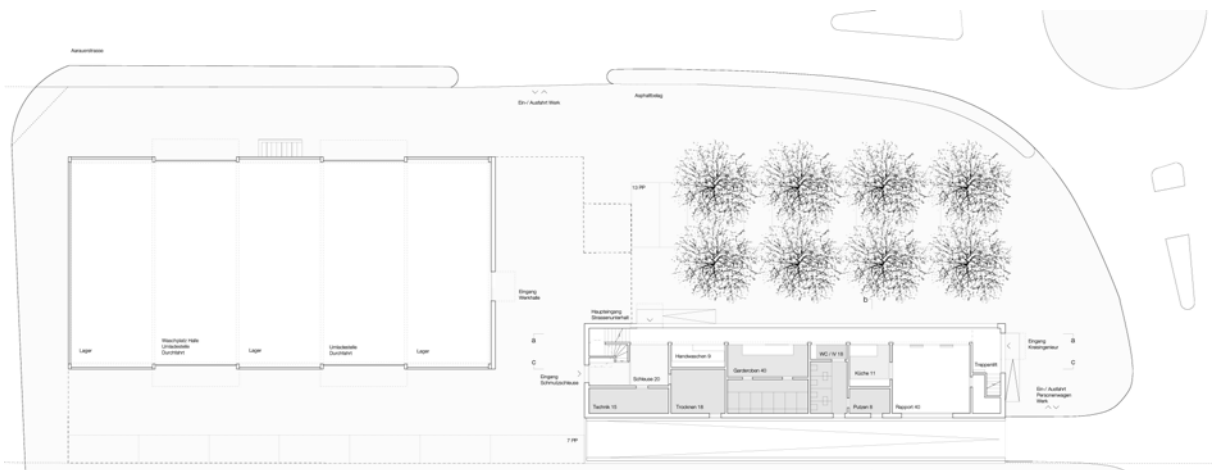 Aarauerstrasse
Ein-/ Ausfahrt Werk
Asphaltbelag
13 PP
Eingang
Werkhalle
Haupteingang
Strassenunterhalt
b
Lager
Waschplatz Halle
Umladestelle
Durchfahrt
Lager
Umladestelle
Durchfahrt
Lager
a
c
Eingang
Schmutzschleuse
Handwaschen 9
Schleuse 20
Garderoben 40
WC / IV 19
Küche 11
Treppenlift
Technik 15
Trocknen 18
Putzen 6
Rapport 40
a
c
Eingang
Kreisingenieur
Ein-/ Ausfahrt
Personenwagen
Werk
7 PP